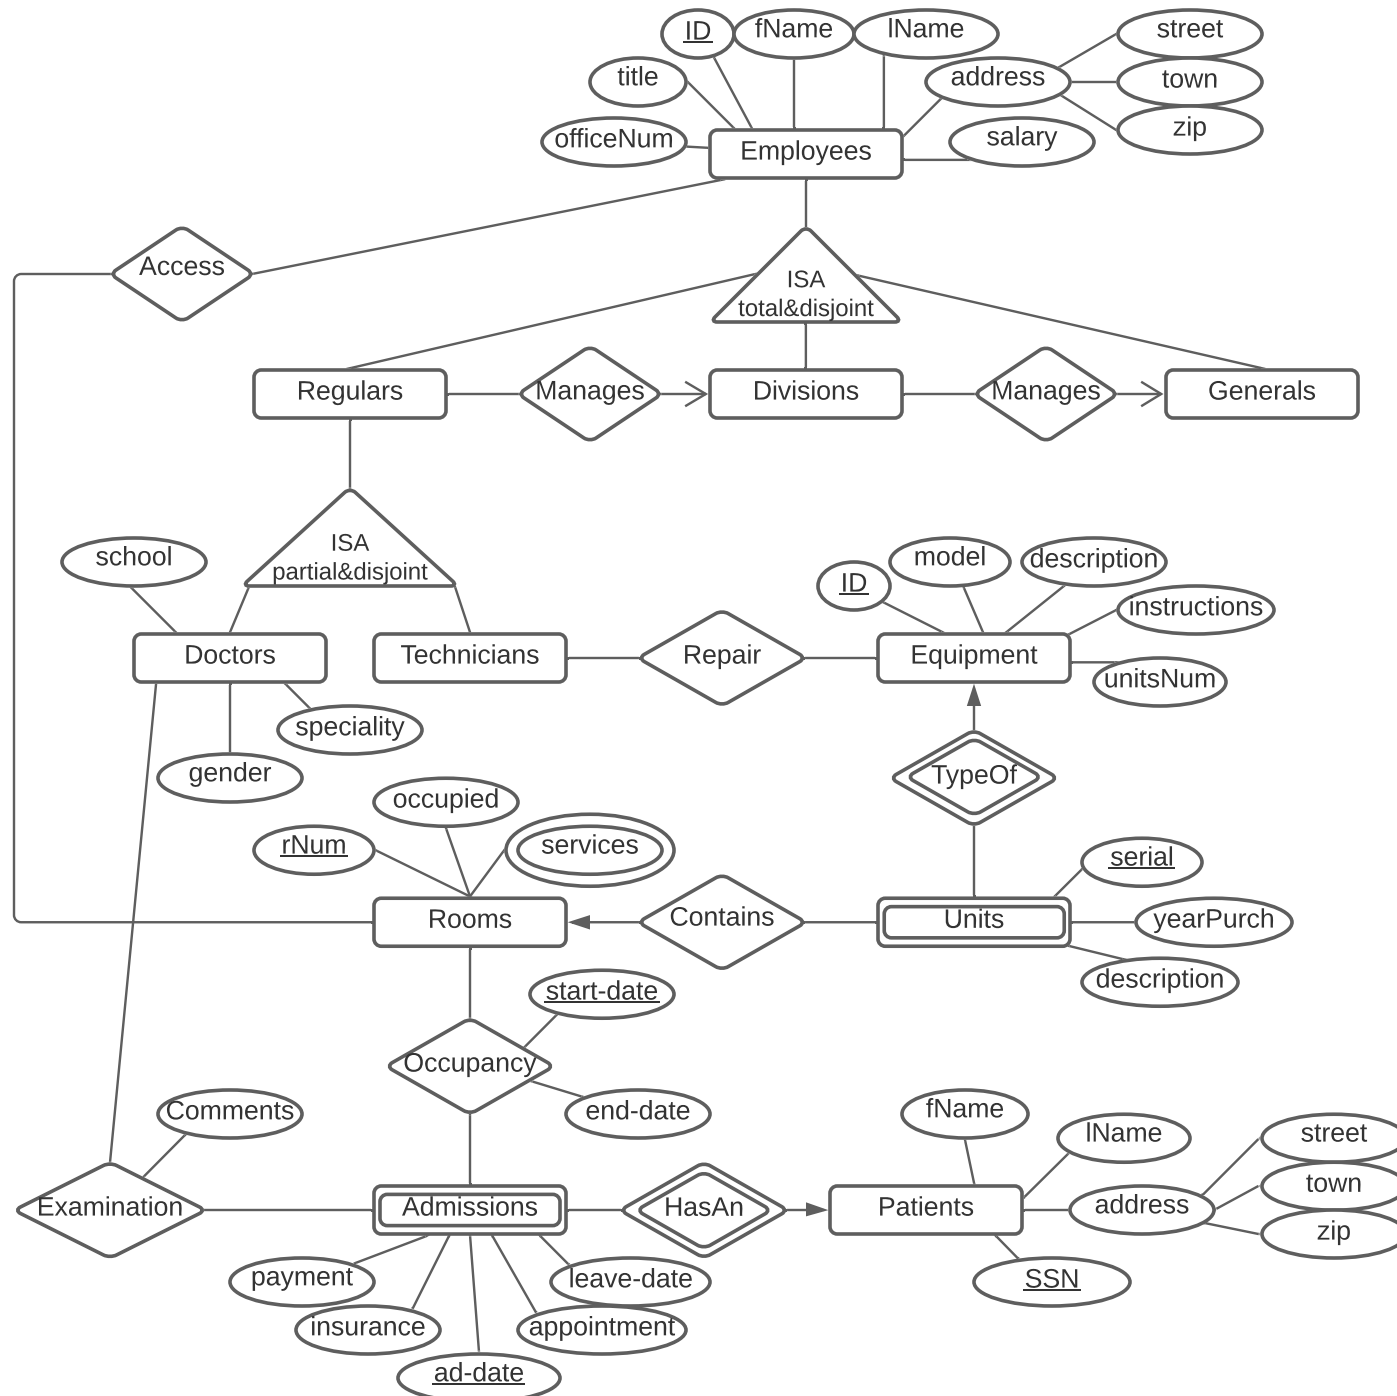 ID
fName
lName
street
title
address
town
officeNum
Employees
salary
zip
Access
ISA
total&disjoint
Regulars
Manages
Divisions
Manages
Generals
school
ISA
partial&disjoint
ID
model
description
instructions
Doctors
Technicians
Repair
Equipment
unitsNum
speciality
gender
TypeOf
occupied
rNum
services
serial
Rooms
Contains
Units
yearPurch
description
start-date
Occupancy
end-date
Comments
fName
lName
street
Examination
Admissions
HasAn
Patients
address
town
zip
payment
leave-date
SSN
insurance
appointment
ad-date